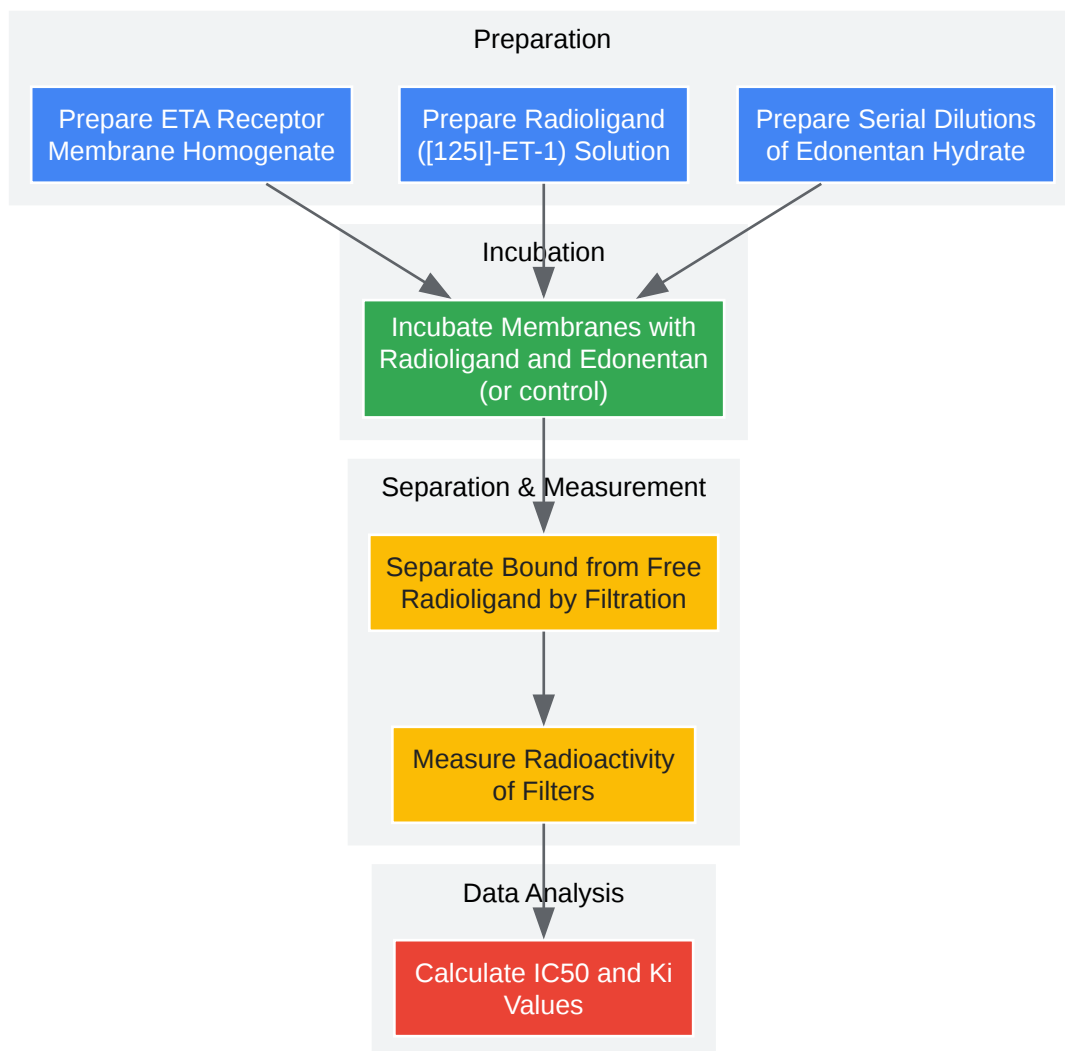 Preparation
Prepare ETA Receptor
Membrane Homogenate
Prepare Radioligand
([125I]-ET-1) Solution
Prepare Serial Dilutions
of Edonentan Hydrate
Incubation
Incubate Membranes with
Radioligand and Edonentan
(or control)
Separation & Measurement
Separate Bound from Free
Radioligand by Filtration
Measure Radioactivity
of Filters
Data Analysis
Calculate IC50 and Ki
Values